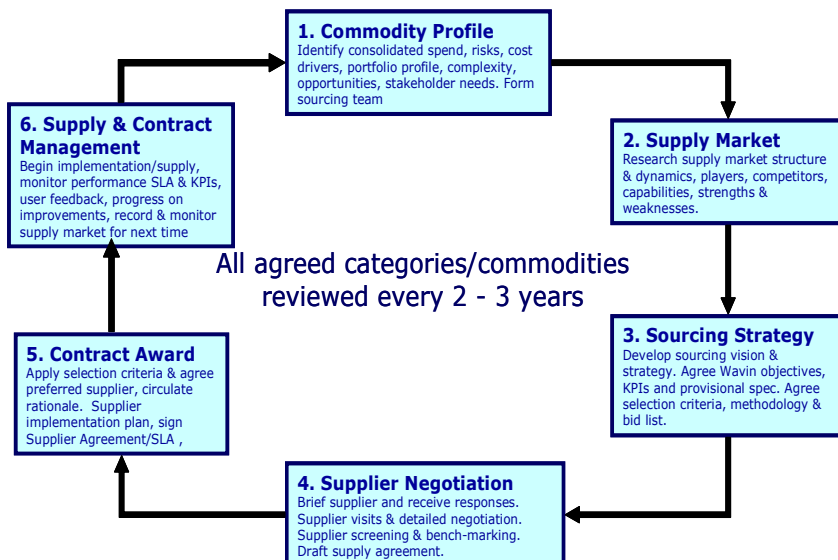 1. Commodity Profile
Identify consolidated spend, risks, cost
drivers, portfolio profile, complexity,
opportunities, stakeholder needs. Form
sourcing team
2. Supply Market
Research supply market structure
& dynamics, players, competitors,
capabilities, strengths &
weaknesses.
3. Sourcing Strategy
Develop sourcing vision &
strategy. Agree Wavin objectives,
KPIs and provisional spec. Agree
selection criteria, methodology &
bid list.
4. Supplier Negotiation
Brief supplier and receive responses.
Supplier visits & detailed negotiation.
Supplier screening & bench-marking.
Draft supply agreement.
5. Contract Award
Apply selection criteria & agree
preferred supplier, circulate
rationale. Supplier
implementation plan, sign
Supplier Agreement/SLA ,
6. Supply & Contract
Management
Begin implementation/supply,
monitor performance SLA & KPIs,
user feedback, progress on
improvements, record & monitor
supply market for next time
All agreed categories/commodities
reviewed every 2 - 3 years